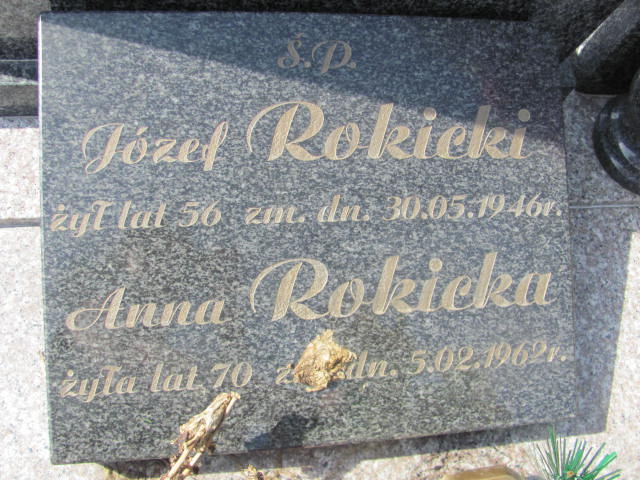 Ś.P.
Józef Rokicki
żył lat 56 zm. dn. 30.05.1946r.
Anna Rokicka
żyła lat 70 dn. 5.02.1962r.